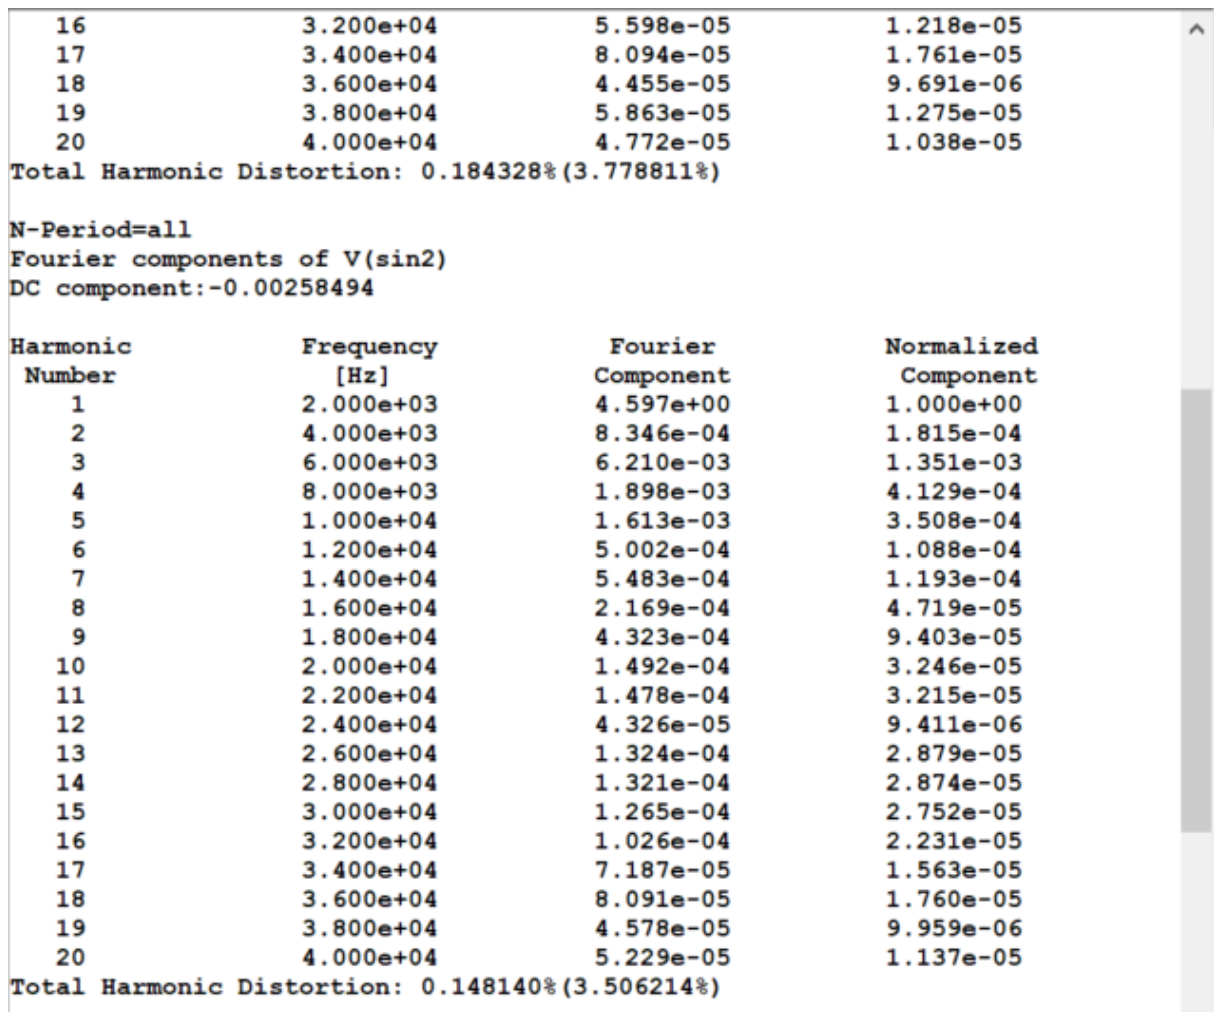 16 3.200e+04 5.598e-05 1.218e-05
17 3.400e+04 8.094e-05 1.761e-05
18 3.600e+04 4.455e-05 9.691e-06
19 3.800e+04 5.863e-05 1.275e-05
20 4.000e+04 4.772e-05 1.038e-05
Total Harmonic Distortion: 0.184328%(3.778811%)
N-Period=all
Fourier components of V(sin2)
DC component:-0.00258494
Harmonic Frequency Fourier Normalized
Number [Hz] Component Component
1 2.000e+03 4.597e+00 1.000e+00
2 4.000e+03 8.346e-04 1.815e-04
3 6.000e+03 6.210e-03 1.351e-03
4 8.000e+03 1.898e-03 4.129e-04
5 1.000e+04 1.613e-03 3.508e-04
6 1.200e+04 5.002e-04 1.088e-04
7 1.400e+04 5.483e-04 1.193e-04
8 1.600e+04 2.169e-04 4.719e-05
9 1.800e+04 4.323e-04 9.403e-05
10 2.000e+04 1.492e-04 3.246e-05
11 2.200e+04 1.478e-04 3.215e-05
12 2.400e+04 4.326e-05 9.411e-06
13 2.600e+04 1.324e-04 2.879e-05
14 2.800e+04 1.321e-04 2.874e-05
15 3.000e+04 1.265e-04 2.752e-05
16 3.200e+04 1.026e-04 2.231e-05
17 3.400e+04 7.187e-05 1.563e-05
18 3.600e+04 8.091e-05 1.760e-05
19 3.800e+04 4.578e-05 9.959e-06
20 4.000e+04 5.229e-05 1.137e-05
Total Harmonic Distortion: 0.148140%(3.506214%)